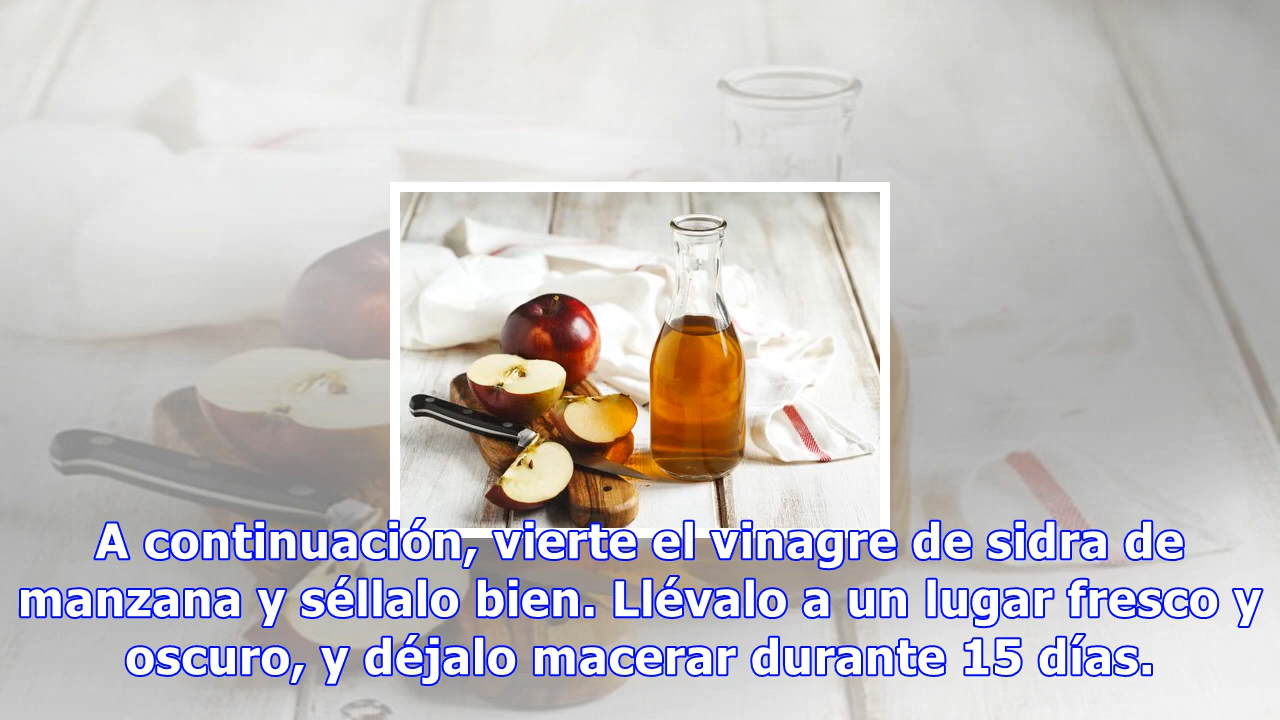 A continuación, vierte el vinagre de sidra de
manzana y séllalo bien. Llévalo a un lugar fresco y
oscuro, y déjalo macerar durante 15 días.